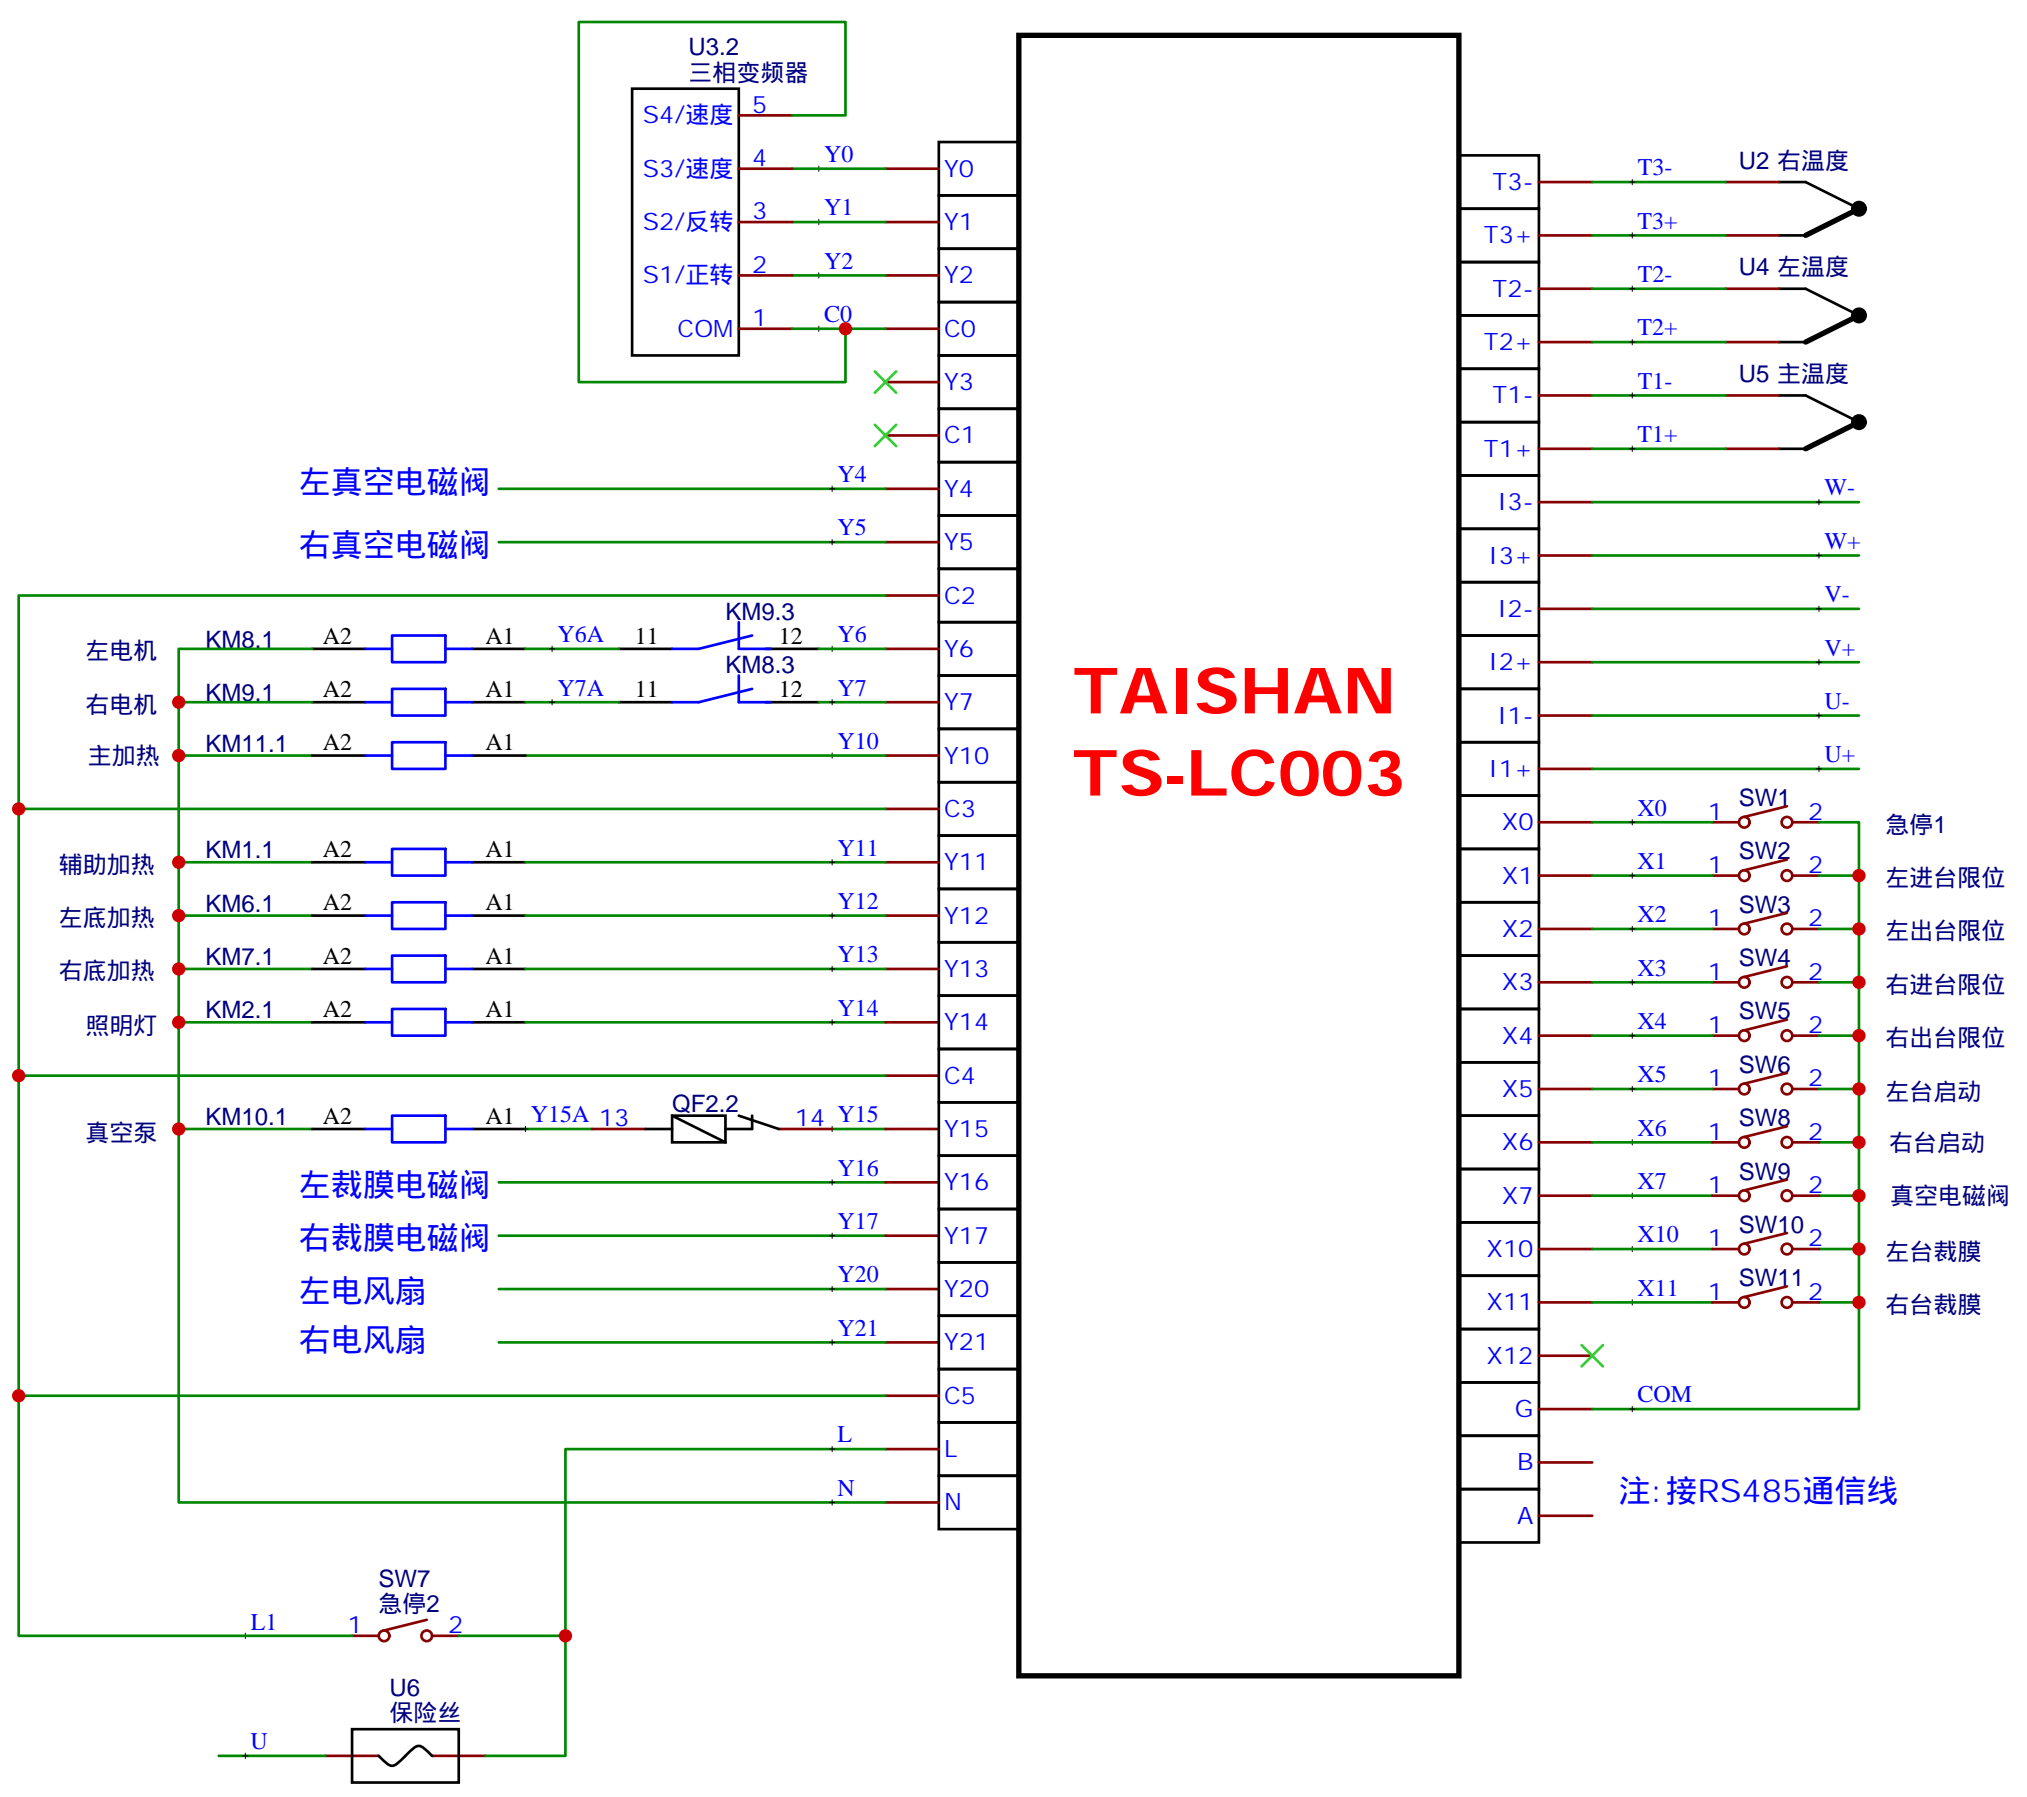 U3.2
三相变频器
S4/速度 5
S3/速度 4 Y0 Y0
S2/反转 3 Y1 Y1
S1/正转 2 Y2 Y2
COM 1 C0 C0
Y3
C1
左真空电磁阀 Y4 Y4
右真空电磁阀 Y5 Y5
C2
KM9.3
左电机 KM8.1 A2 A1 Y6A 11 12 Y6 Y6
KM8.3
右电机 KM9.1 A2 A1 Y7A 11 12 Y7 Y7
主加热 KM11.1 A2 A1 Y10 Y10
C3
辅助加热 KM1.1 A2 A1 Y11 Y11
左底加热 KM6.1 A2 A1 Y12 Y12
右底加热 KM7.1 A2 A1 Y13 Y13
照明灯 KM2.1 A2 A1 Y14 Y14
C4
QF2.2
真空泵 KM10.1 A2 A1 Y15A 13 14 Y15 Y15
左裁膜电磁阀 Y16 Y16
右裁膜电磁阀 Y17 Y17
左电风扇 Y20 Y20
右电风扇 Y21 Y21
C5
L L
N N
SW7
急停2
L1 1 2
U6
保险丝
U
TAISHAN
TS-LC003
U2 右温度
T3- T3-
T3+ T3+
U4 左温度
T2- T2-
T2+ T2+
U5 主温度
T1- T1-
T1+ T1+
I3- W-
I3+ W+
I2- V-
I2+ V+
I1- U-
I1+ U+
X0 X0 1 SW1 2 急停1
X1 X1 1 SW2 2 左进台限位
X2 X2 1 SW3 2 左出台限位
X3 X3 1 SW4 2 右进台限位
X4 X4 1 SW5 2 右出台限位
X5 X5 1 SW6 2 左台启动
X6 X6 1 SW8 2 右台启动
X7 X7 1 SW9 2 真空电磁阀
X10 X10 1 SW10 2 左台裁膜
X11 X11 1 SW11 2 右台裁膜
X12
G COM
B
注:接RS485通信线
A